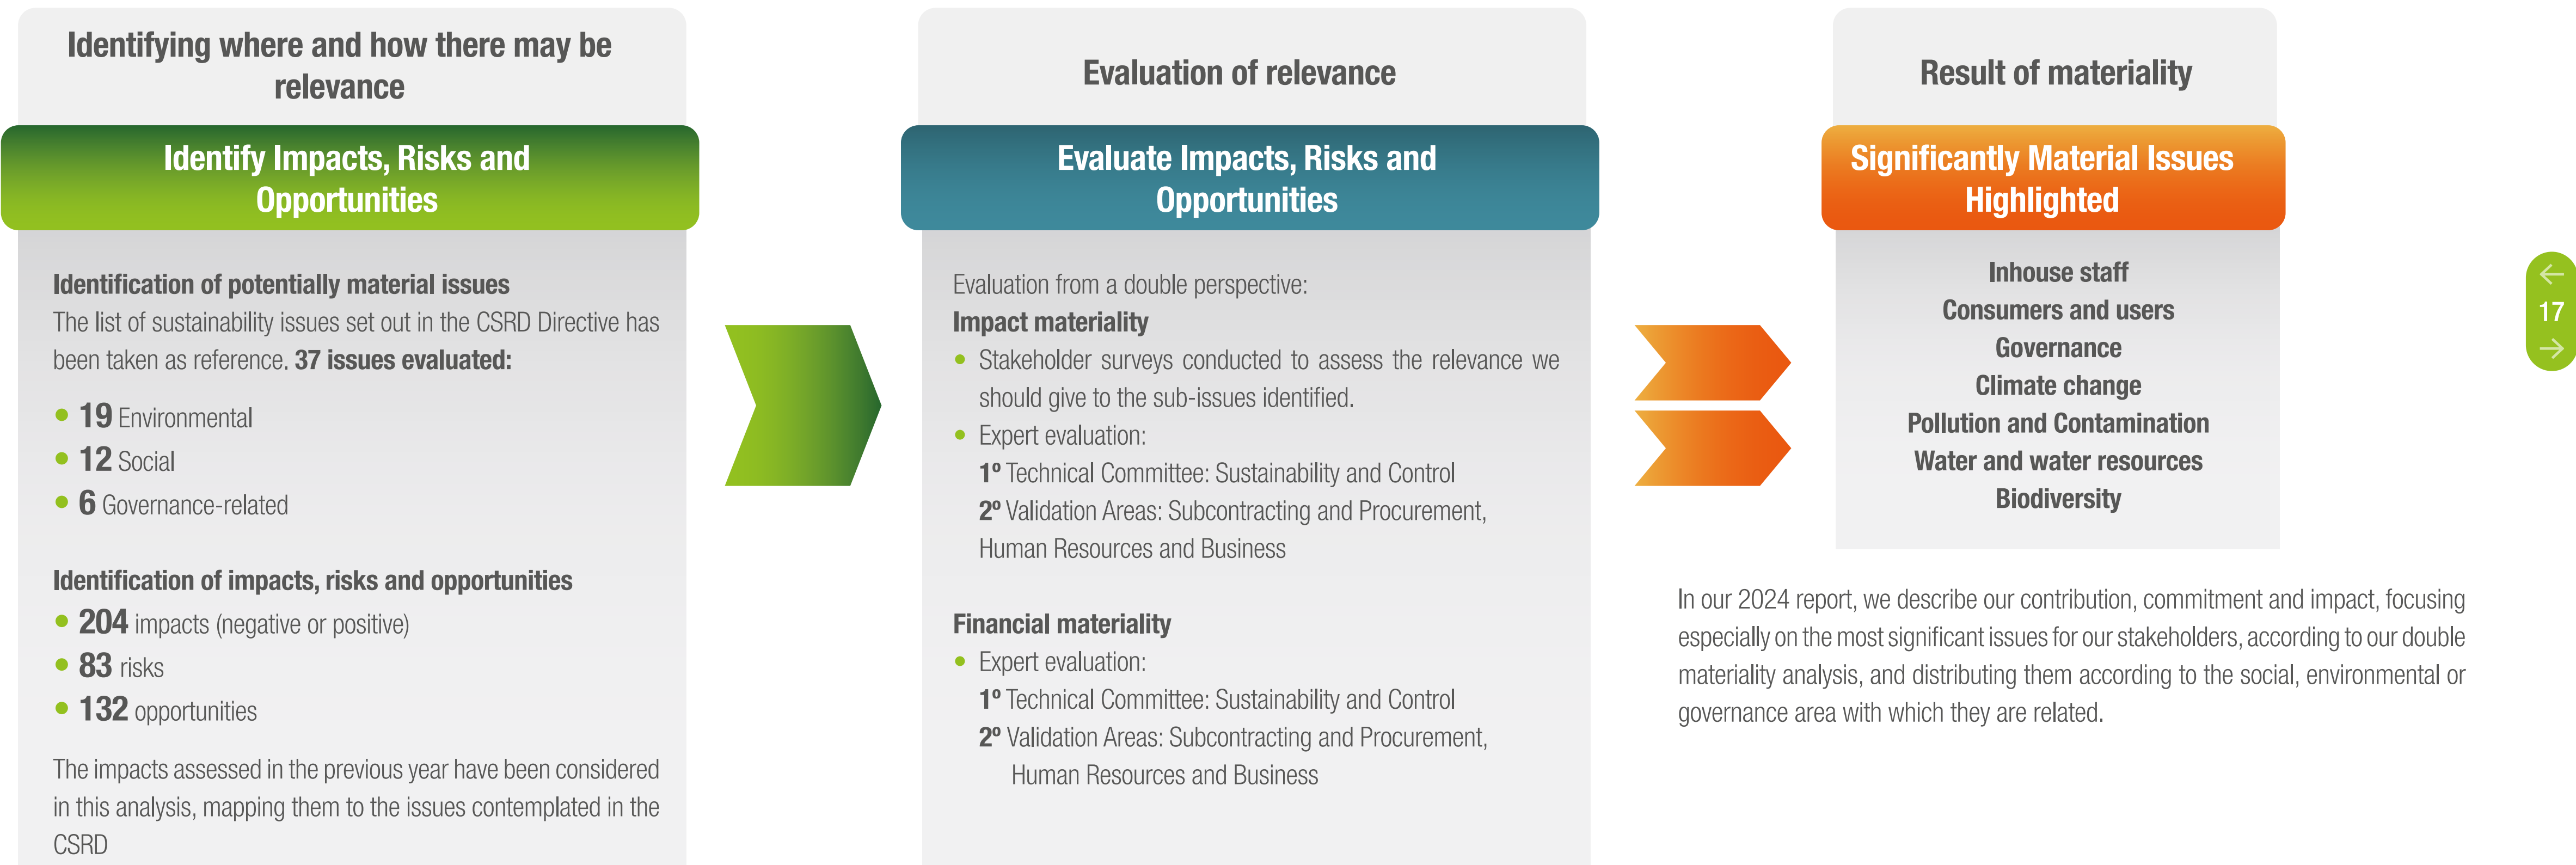 Identifying where and how there may be
relevance
Identify Impacts, Risks and
Opportunities
Identification of potentially material issues
The list of sustainability issues set out in the CSRD Directive has
been taken as reference. 37 issues evaluated:
• 19 Environmental
• 12 Social
• 6 Governance-related
Identification of impacts, risks and opportunities
• 204 impacts (negative or positive)
• 83 risks
• 132 opportunities
The impacts assessed in the previous year have been considered
in this analysis, mapping them to the issues contemplated in the
CSRD
Evaluation of relevance
Evaluate Impacts, Risks and
Opportunities
Evaluation from a double perspective:
Impact materiality
• Stakeholder surveys conducted to assess the relevance we
should give to the sub-issues identified.
• Expert evaluation:
1º Technical Committee: Sustainability and Control
2º Validation Areas: Subcontracting and Procurement,
Human Resources and Business
Financial materiality
• Expert evaluation:
1º Technical Committee: Sustainability and Control
2º Validation Areas: Subcontracting and Procurement,
Human Resources and Business
Result of materiality
Significantly Material Issues
Highlighted
Inhouse staff
Consumers and users
Governance
Climate change
Pollution and Contamination
Water and water resources
Biodiversity
In our 2024 report, we describe our contribution, commitment and impact, focusing
especially on the most significant issues for our stakeholders, according to our double
materiality analysis, and distributing them according to the social, environmental or
governance area with which they are related.
17